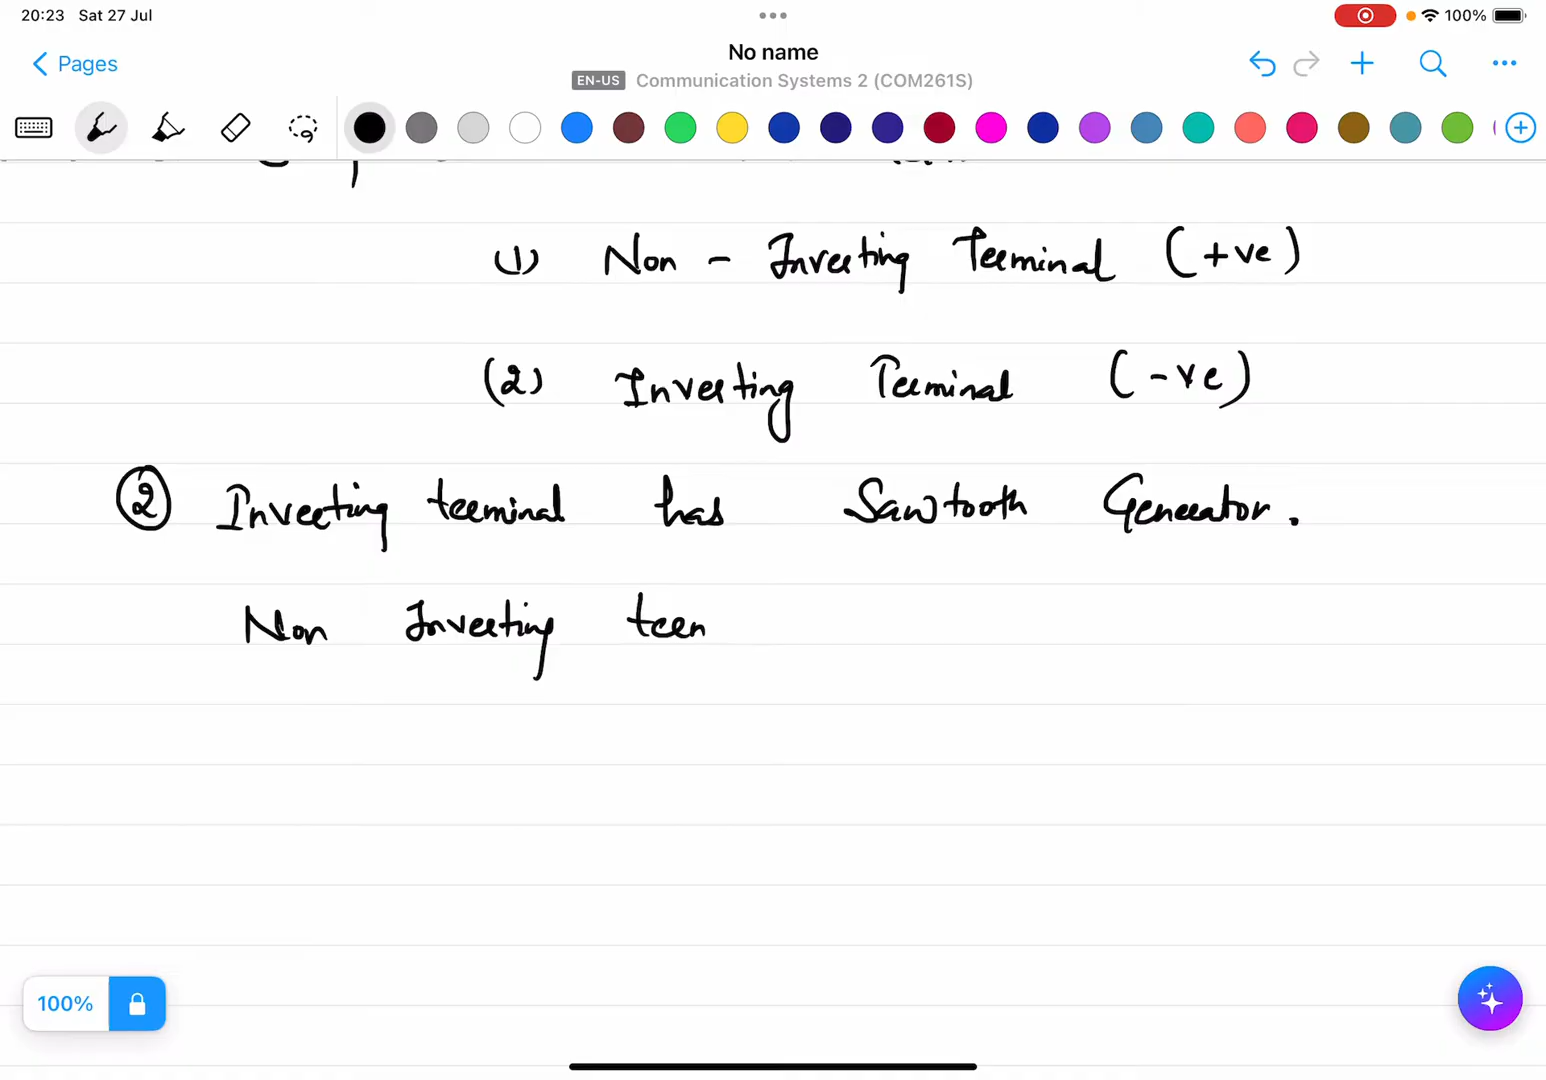 20:23 Sat 27 Jul
100%
Pages
No name
EN-US Communication Systems 2 (COM261S)
(1) Non - Inverting Terminal (+ve)
(2) Inverting Terminal (-ve)
② Inverting terminal has Sawtooth Generator.
Non Inverting term
100%